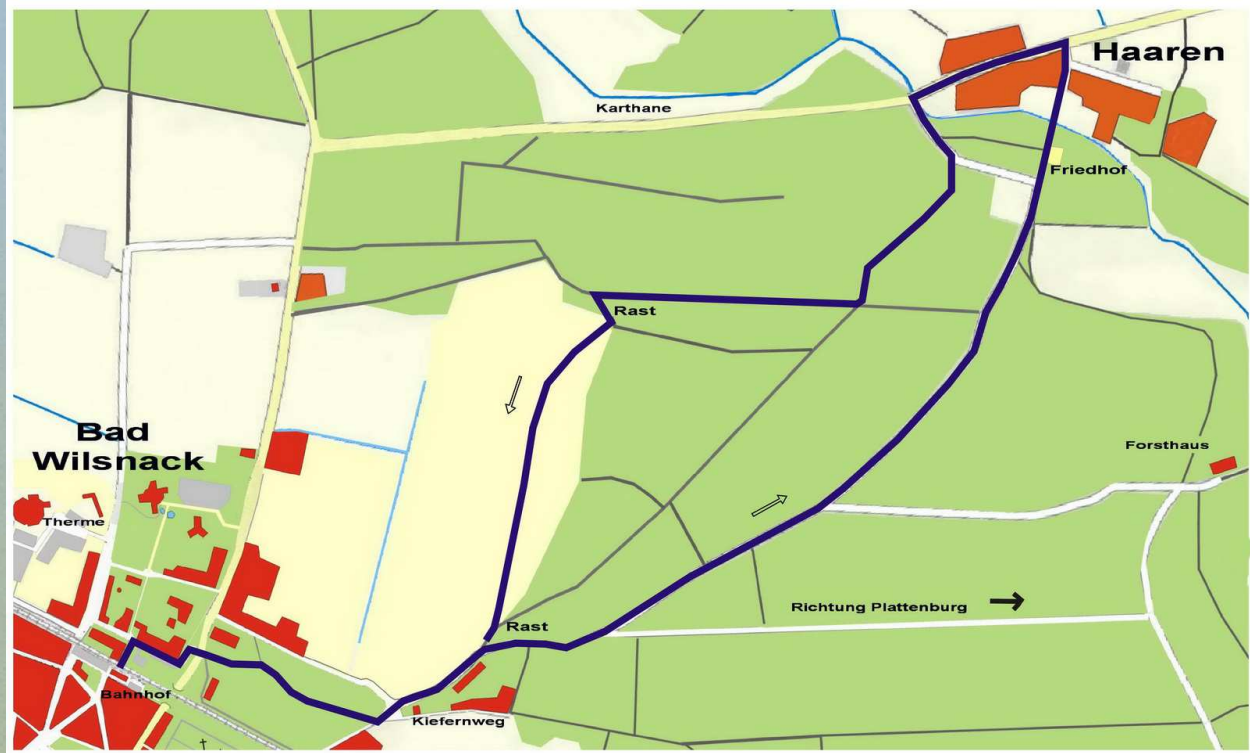 Haaren
Karthane
Friedhof
Rast
Bad
Wilsnack
Forsthaus
Therme
Richtung Plattenburg
Rast
Bahnhof
Kiefernweg